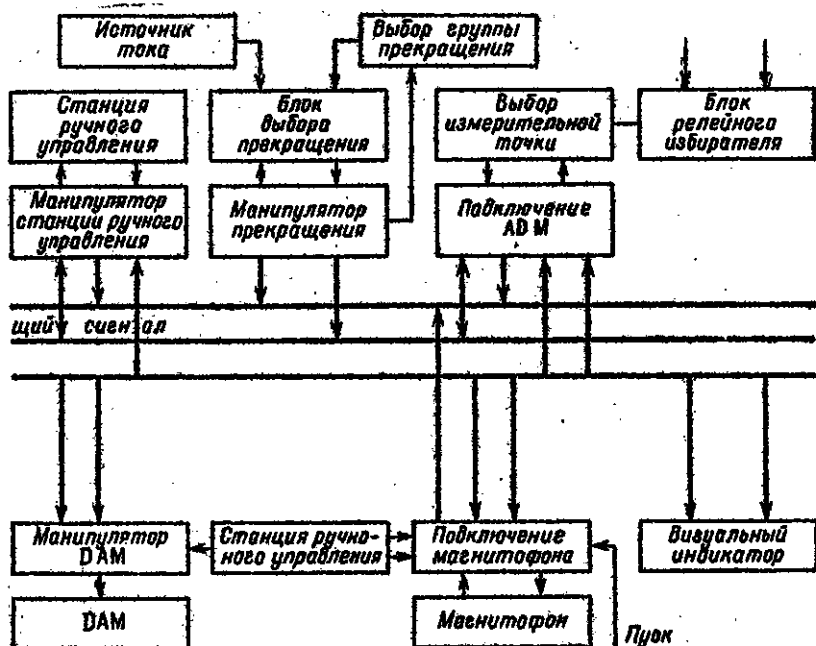 Источник
тока
Выбор группы
прекращения
Станция
ручного
управления
Блок
выбора
прекращения
Выбор
измерительной
точки
Блок
релейного
избирателя
Манипулятор
станции ручного
управления
Манипулятор
прекращения
Подключение
ADM
щий сигнал
Манипулятор
DAM
Станция ручно-
ного управления
Подключение
магнитофона
Визуальный
индикатор
DAM
Магнитофон
Пуск